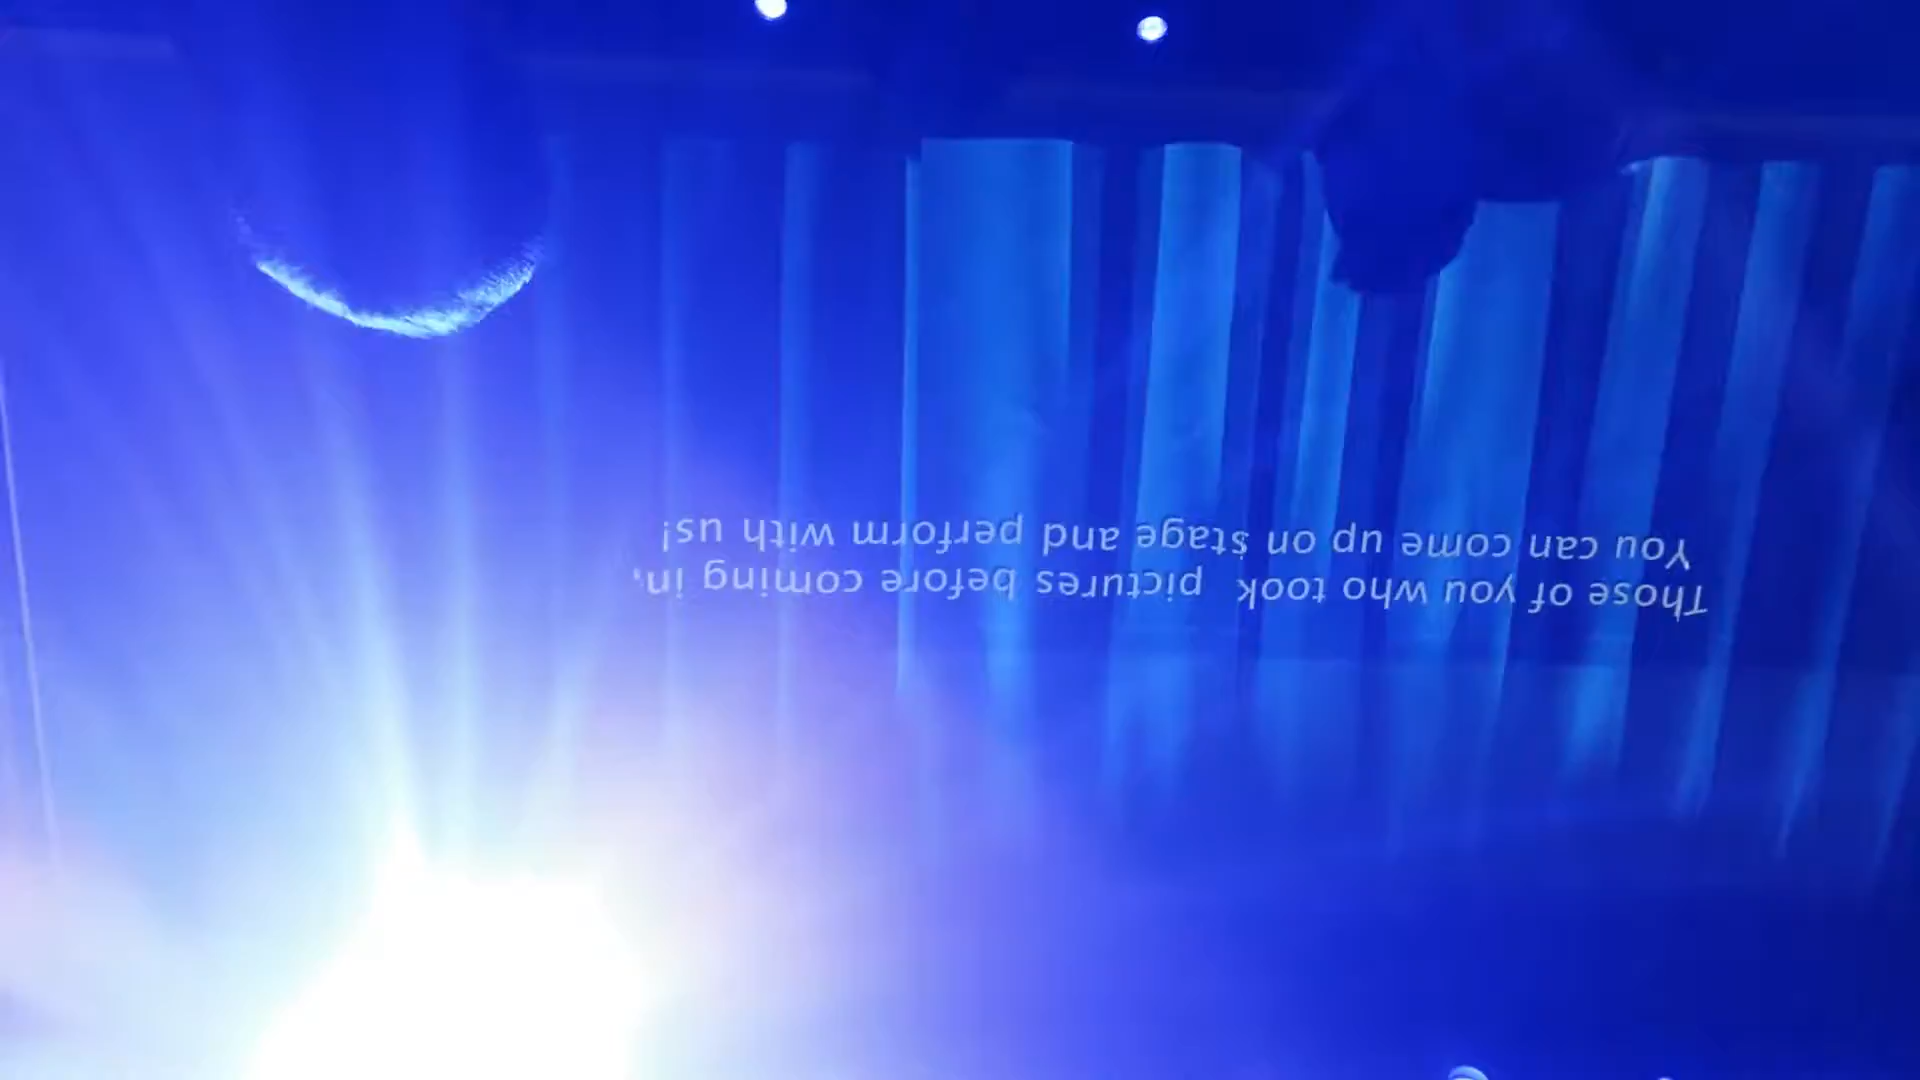 Those of you who took pictures before coming in,
You can come up on stage and perform with us!